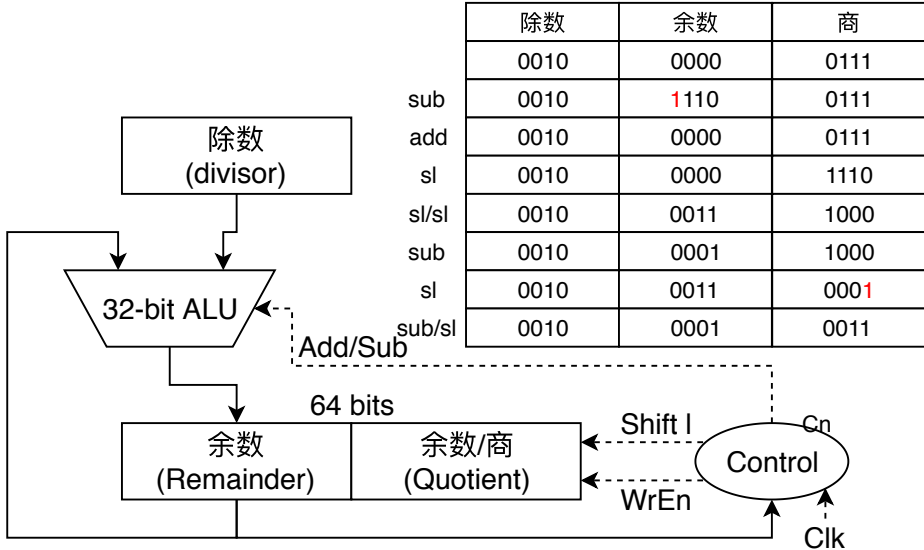 除数 余数 商
0010 0000 0111
sub 0010 1110 0111
add 0010 0000 0111
sl 0010 0000 1110
sl/sl 0010 0011 1000
sub 0010 0001 1000
sl 0010 0011 0001
sub/sl 0010 0001 0011
除数
(divisor)
32-bit ALU
Add/Sub
64 bits
余数
(Remainder)
余数/商
(Quotient)
Shift l
WrEn
Cn
Control
Clk